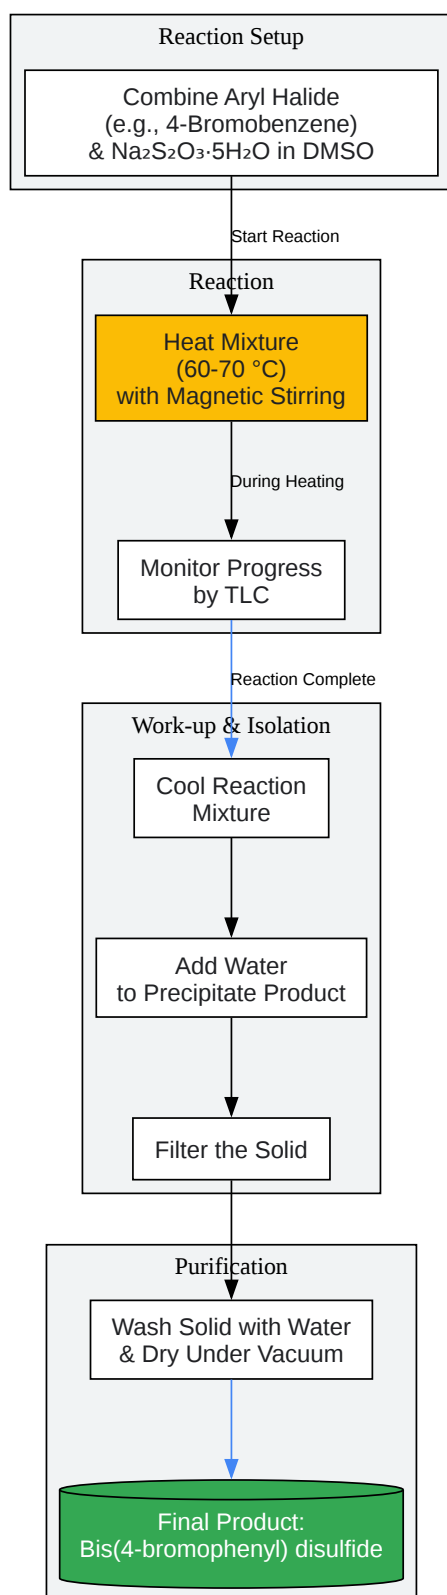 Reaction Setup
Combine Aryl Halide
(e.g., 4-Bromobenzene)
& Na₂S₂O₃·5H₂O in DMSO
Start Reaction
Reaction
Heat Mixture
(60-70 °C)
with Magnetic Stirring
During Heating
Monitor Progress
by TLC
Reaction Complete
Work-up & Isolation
Cool Reaction
Mixture
Add Water
to Precipitate Product
Filter the Solid
Purification
Wash Solid with Water
& Dry Under Vacuum
Final Product:
Bis(4-bromophenyl) disulfide